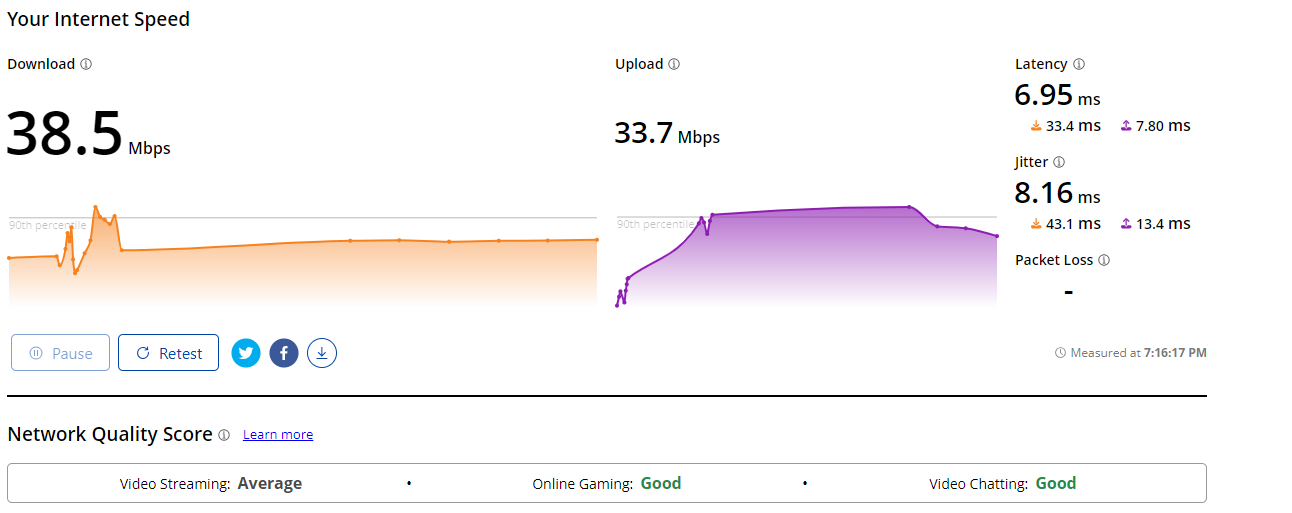 Your Internet Speed
Download
Upload
Latency
38.5 Mbps
33.7 Mbps
6.95 ms
33.4 ms 7.80 ms
Jitter
8.16 ms
43.1 ms 13.4 ms
Packet Loss
-
90th percentile
90th percentile
Pause
Retest
Measured at 7:16:17 PM
Network Quality Score Learn more
Video Streaming: Average • Online Gaming: Good • Video Chatting: Good